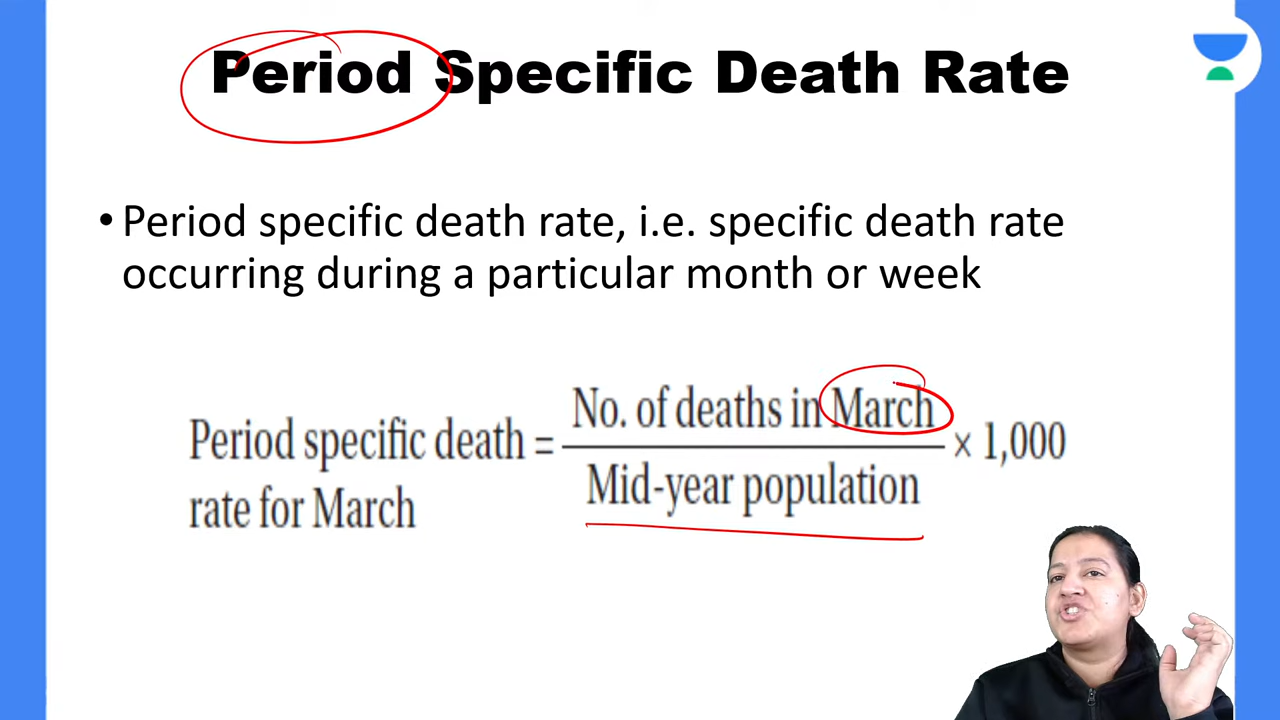 Period Specific Death Rate
• Period specific death rate, i.e. specific death rate
occurring during a particular month or week
No. of deaths in March
Period specific death = × 1,000
Mid-year population
rate for March